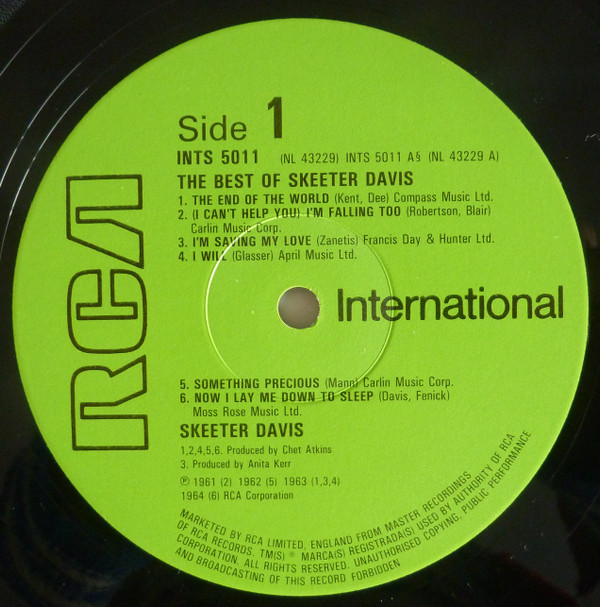 Side 1
INTS 5011 (NL 43229) INTS 5011 A§ (NL 43229 A)
THE BEST OF SKEETER DAVIS
1. THE END OF THE WORLD (Kent, Dee) Compass Music Ltd.
2. (I CAN'T HELP YOU) I'M FALLING TOO (Robertson, Blair)
Carlin Music Corp.
3. I'M SAVING MY LOVE (Zanetis) Francis Day & Hunter Ltd.
4. I WILL (Glasser) April Music Ltd.
RCA
International
5. SOMETHING PRECIOUS (Mann) Carlin Music Corp.
6. NOW I LAY ME DOWN TO SLEEP (Davis, Fenick)
Moss Rose Music Ltd.
SKEETER DAVIS
1,2,4,5,6. Produced by Chet Atkins
3. Produced by Anita Kerr
℗ 1961 (2) 1962 (5) 1963 (1,3,4)
1964 (6) RCA Corporation
MARKETED BY RCA LIMITED, ENGLAND FROM MASTER RECORDINGS
OF RCA RECORDS. TM(S) ® MARCA(S) REGISTRADA(S) USED BY AUTHORITY OF RCA
CORPORATION. ALL RIGHTS RESERVED. UNAUTHORISED COPYING, PUBLIC PERFORMANCE
AND BROADCASTING OF THIS RECORD FORBIDDEN